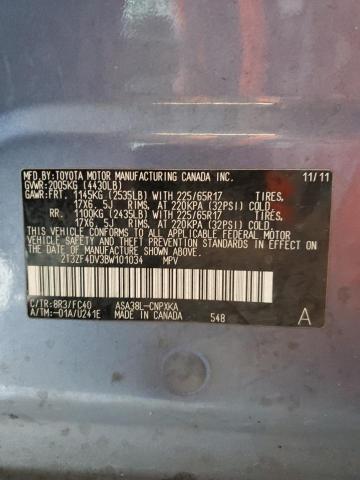 MFD.BY:TOYOTA MOTOR MANUFACTURING CANADA INC. 11/11
GVWR:2005KG (4430LB)
GAWR:FRT. 1145KG (2535LB) WITH 225/65R17 TIRES,
17X6.5J RIMS, AT 220KPA (32PSI) COLD.
RR. 1100KG (2435LB) WITH 225/65R17 TIRES,
17X6.5J RIMS, AT 220KPA (32PSI) COLD.
THIS VEHICLE CONFORMS TO ALL APPLICABLE FEDERAL MOTOR
VEHICLE SAFETY AND THEFT PREVENTION STANDARDS IN
EFFECT ON THE DATE OF MANUFACTURE SHOWN ABOVE.
2T3ZF4DV3BW101034 MPV
C/TR:8R3/FC40 ASA38L-CNPXKA
A/TM:-01A/U241E MADE IN CANADA 548 A